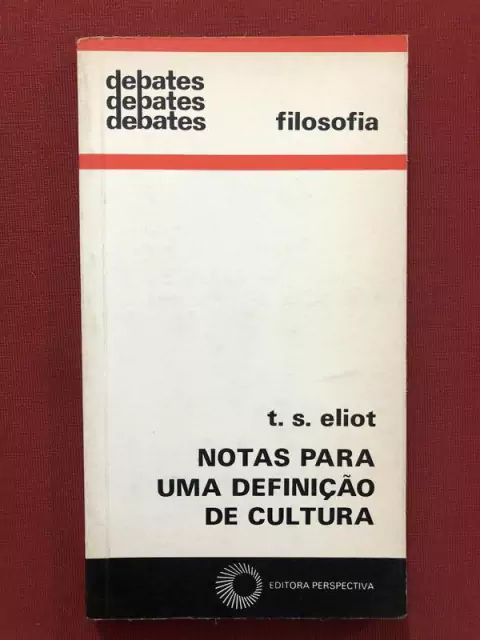 debates
debates
debates
filosofia
t. s. eliot
NOTAS PARA
UMA DEFINIÇÃO
DE CULTURA
EDITORA PERSPECTIVA